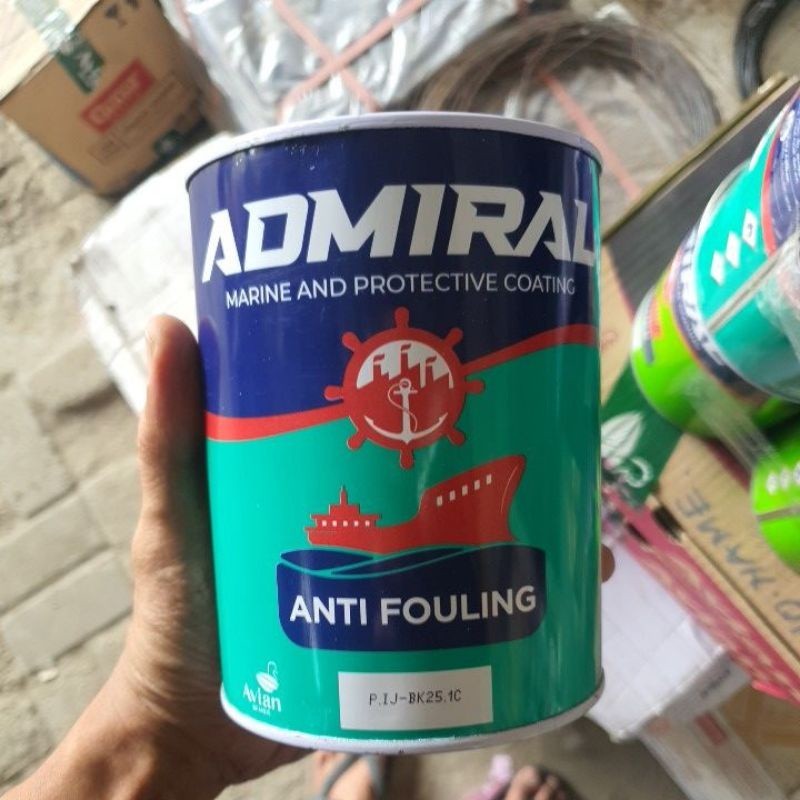 ADMIRAL
MARINE AND PROTECTIVE COATING
ANTI FOULING
Avian
P.IJ-BK25.1C